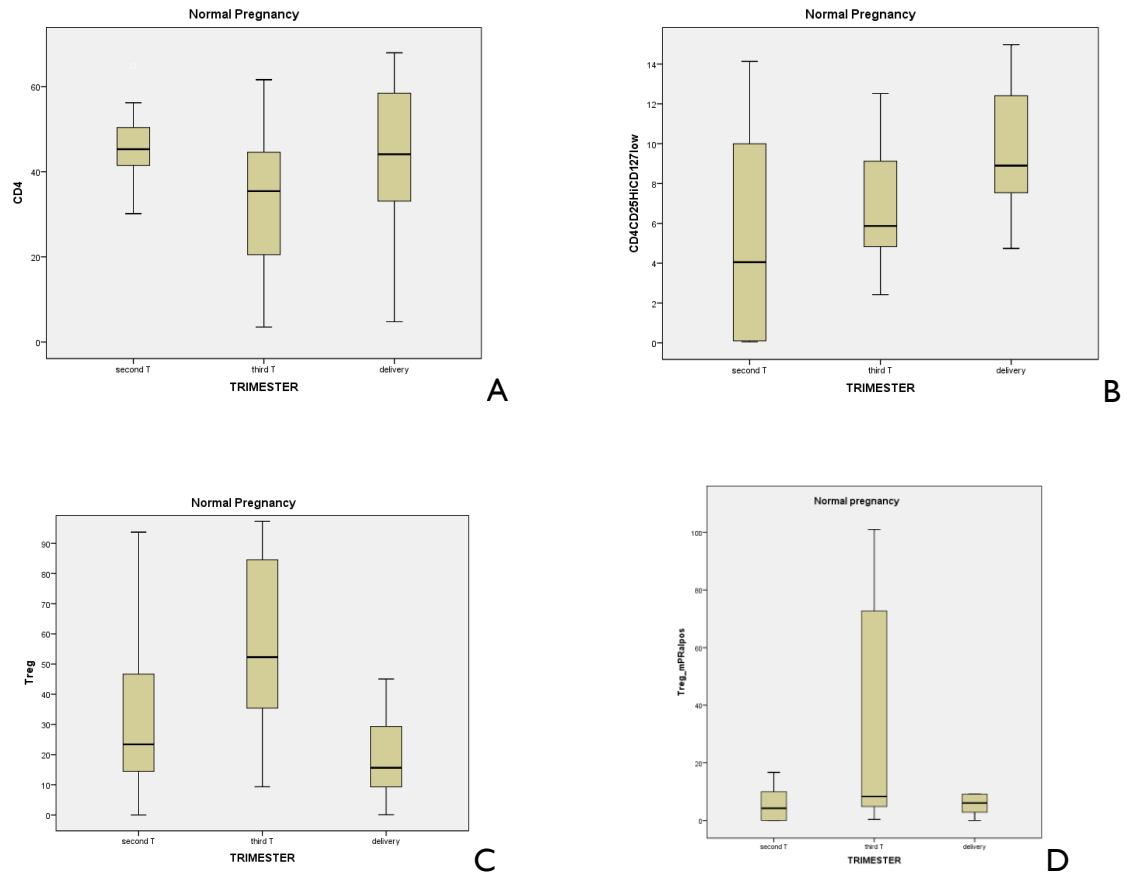 Normal Pregnancy
60
40
20
0
CD4
second T
third T
delivery
TRIMESTER
A
Normal Pregnancy
14
12
10
8
6
4
2
0
CD4CD25HiCD127low
second T
third T
delivery
TRIMESTER
B
Normal Pregnancy
90
80
70
60
50
40
30
20
10
0
Treg
second T
third T
delivery
TRIMESTER
C
Normal pregnancy
100
80
60
40
20
0
Treg_mPRalpos
second T
third T
delivery
TRIMESTER
D